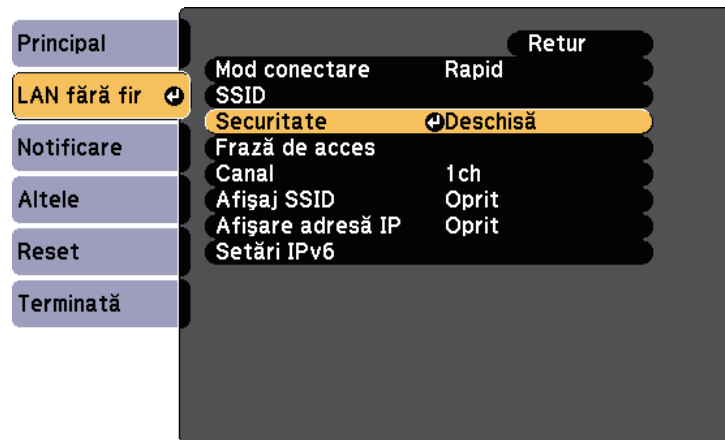 Principal
LAN fără fir
Notificare
Altele
Reset
Terminată
Retur
Mod conectare Rapid
SSID
Securitate Deschisă
Frază de acces
Canal 1ch
Afişaj SSID Oprit
Afişare adresă IP Oprit
Setări IPv6